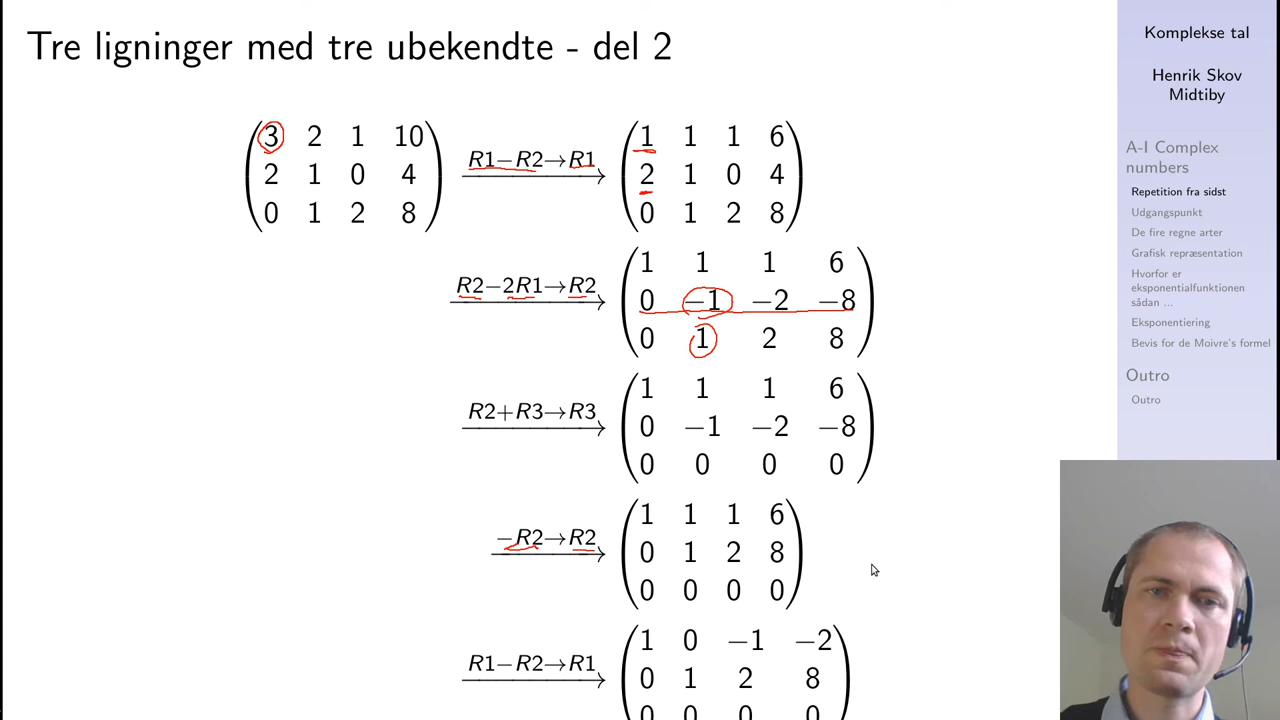 Tre ligninger med tre ubekendte - del 2
3 2 1 10
2 1 0 4
0 1 2 8
R1−R2→R1
1 1 1 6
2 1 0 4
0 1 2 8
R2−2R1→R2
1 1 1 6
0 −1 −2 −8
0 1 2 8
R2+R3→R3
1 1 1 6
0 −1 −2 −8
0 0 0 0
−R2→R2
1 1 1 6
0 1 2 8
0 0 0 0
R1−R2→R1
1 0 −1 −2
0 1 2 8
0 0 0 0
Komplekse tal
Henrik Skov
Midtiby
A-I Complex
numbers
Repetition fra sidst
Udgangspunkt
De fire regne arter
Grafisk repræsentation
Hvorfor er
eksponentialfunktionen
sådan ...
Eksponentiering
Bevis for de Moivre's formel
Outro
Outro